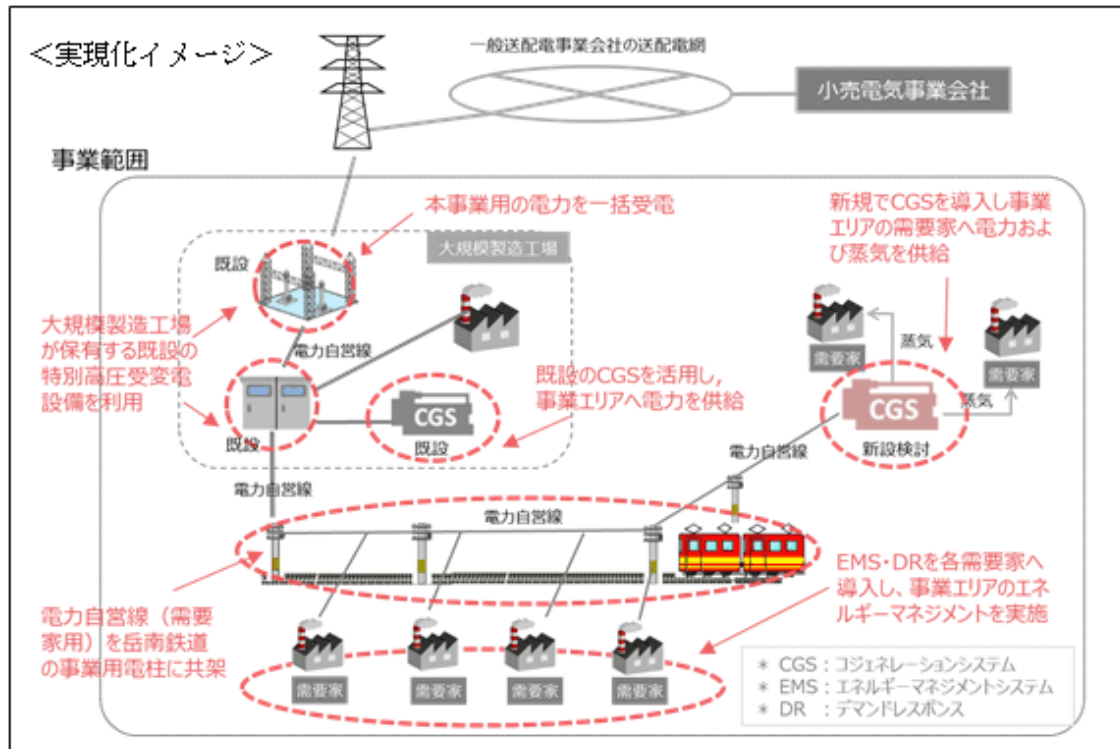 ＜実現化イメージ＞
一般送配電事業会社の送配電網
小売電気事業会社
事業範囲
本事業用の電力を一括受電
大規模製造工場
既設
新規でCGSを導入し事業
エリアの需要家へ電力およ
び蒸気を供給
大規模製造工場
が保有する既設の
特別高圧受変電
設備を利用
電力自営線
既設
既設のCGSを活用し,
事業エリアへ電力を供給
CGS
既設
需要家
蒸気
需要家
蒸気
CGS
新設検討
電力自営線
電力自営線
電力自営線
電力自営線（需要
家用）を岳南鉄道
の事業用電柱に共架
EMS・DRを各需要家へ
導入し、事業エリアのエネ
ルギーマネジメントを実施
需要家
需要家
需要家
需要家
＊ CGS：コジェネレーションシステム
＊ EMS：エネルギーマネジメントシステム
＊ DR ：デマンドレスポンス